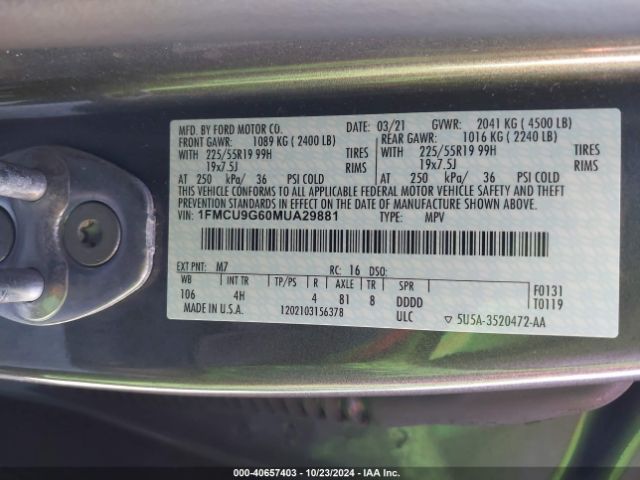 MFD. BY FORD MOTOR CO. DATE: 03/21 GVWR: 2041 KG ( 4500 LB)
FRONT GAWR: 1089 KG ( 2400 LB) REAR GAWR: 1016 KG ( 2240 LB)
WITH 225/55R19 99H TIRES WITH 225/55R19 99H TIRES
19x7.5J RIMS 19x7.5J RIMS
AT 250 kPa/ 36 PSI COLD AT 250 kPa/ 36 PSI COLD
THIS VEHICLE CONFORMS TO ALL APPLICABLE FEDERAL MOTOR VEHICLE SAFETY AND THEFT
PREVENTION STANDARDS IN EFFECT ON THE DATE OF MANUFACTURE SHOWN ABOVE.
VIN: 1FMCU9G60MUA29881 TYPE: MPV
EXT PNT: M7 RC: 16 DSO:
WB INT TR TP/PS R AXLE TR SPR F0131
106 4H 4 81 8 DDDD T0119
MADE IN U.S.A. 1202103156378 ULC ▽ 5U5A-3520472-AA
000-40657403 - 10/23/2024 - IAAI.COM